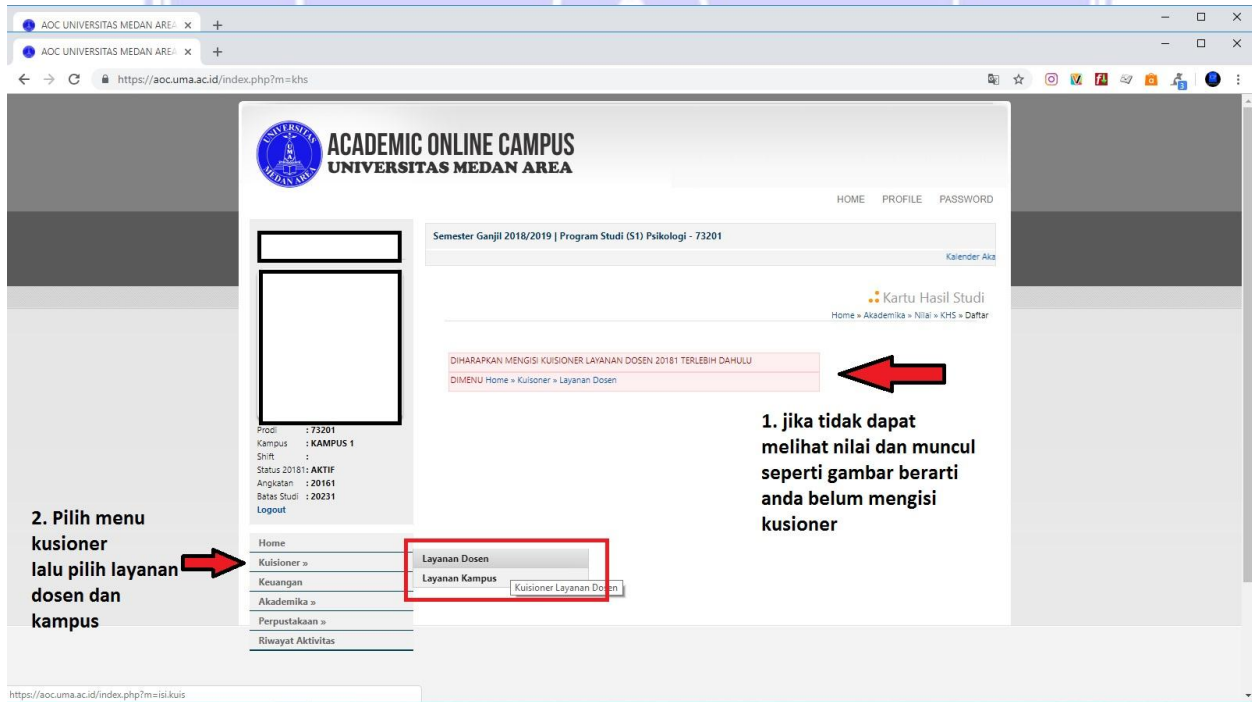 AOC UNIVERSITAS MEDAN AREA
AOC UNIVERSITAS MEDAN AREA
https://aoc.uma.ac.id/index.php?m=khs
3
UNIVERSITAS
UMA
MEDAN AREA
ACADEMIC ONLINE CAMPUS
UNIVERSITAS MEDAN AREA
HOME PROFILE PASSWORD
Semester Ganjil 2018/2019 | Program Studi (S1) Psikologi - 73201
Kalender Aka
Kartu Hasil Studi
Home » Akademika » Nilai » KHS » Daftar
DIHARAPKAN MENGISI KUISIONER LAYANAN DOSEN 20181 TERLEBIH DAHULU
DIMENU Home » Kuisoner » Layanan Dosen
1. jika tidak dapat
melihat nilai dan muncul
seperti gambar berarti
anda belum mengisi
kusioner
Prodi : 73201
Kampus : KAMPUS 1
Shift :
Status 20181: AKTIF
Angkatan : 20161
Batas Studi : 20231
Logout
2. Pilih menu
kusioner
lalu pilih layanan
dosen dan
kampus
Home
Kuisioner »
Keuangan
Akademika »
Perpustakaan »
Riwayat Aktivitas
Layanan Dosen
Layanan Kampus
Kuisioner Layanan Dosen
https://aoc.uma.ac.id/index.php?m=isi.kuis